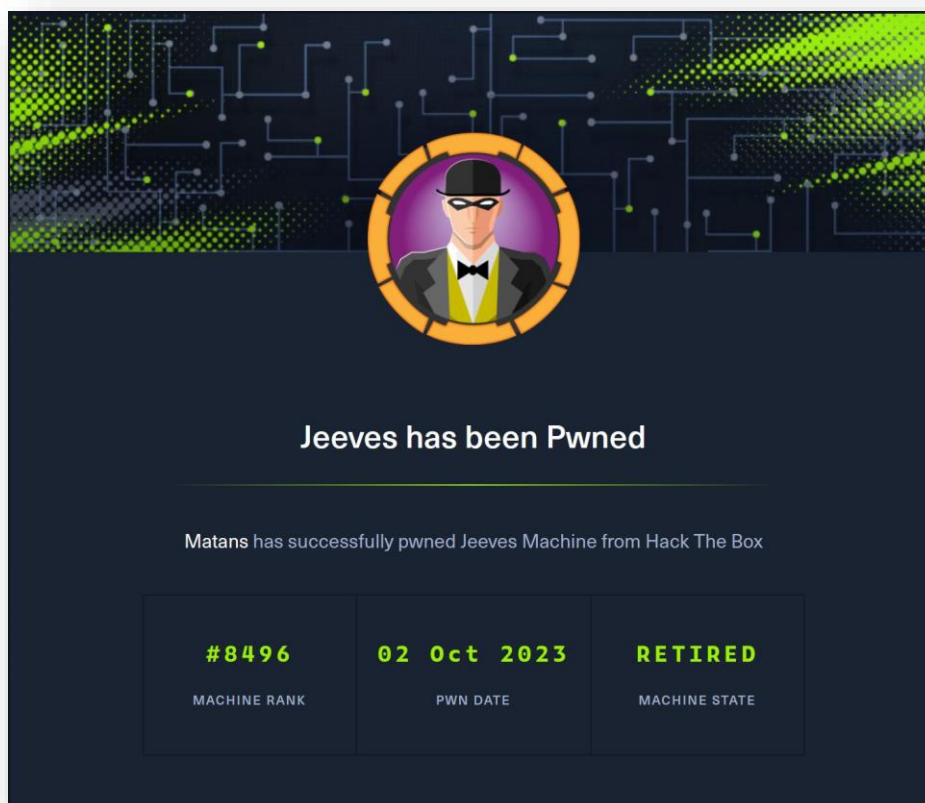 Jeeves has been Pwned
Matans has successfully pwned Jeeves Machine from Hack The Box
#8496 02 Oct 2023 RETIRED
MACHINE RANK PWN DATE MACHINE STATE